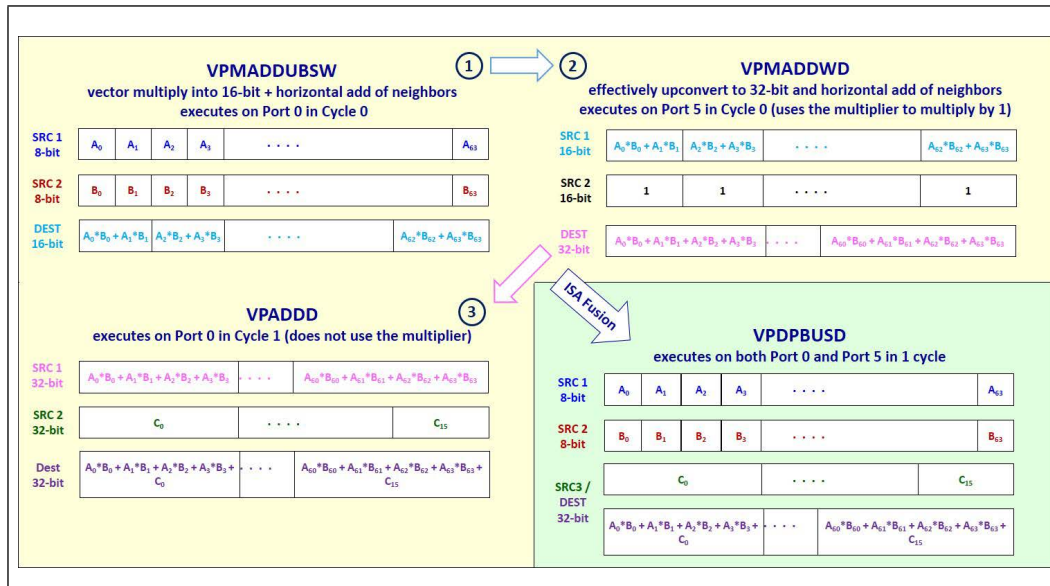 1
VPMADDUBSW
vector multiply into 16-bit + horizontal add of neighbors
executes on Port 0 in Cycle 0
SRC 1
8-bit
A0 A1 A2 A3 . . . . A63
SRC 2
8-bit
B0 B1 B2 B3 . . . . B63
DEST
16-bit
A0*B0 + A1*B1 A2*B2 + A3*B3 . . . . A62*B62 + A63*B63
2
VPMADDWD
effectively upconvert to 32-bit and horizontal add of neighbors
executes on Port 5 in Cycle 0 (uses the multiplier to multiply by 1)
SRC 1
16-bit
A0*B0 + A1*B1 A2*B2 + A3*B3 . . . . A62*B62 + A63*B63
SRC 2
16-bit
1 1 . . . . 1
DEST
32-bit
A0*B0 + A1*B1 + A2*B2 + A3*B3 . . . . A60*B60 + A61*B61 + A62*B62 + A63*B63
3
VPADDD
executes on Port 0 in Cycle 1 (does not use the multiplier)
SRC 1
32-bit
A0*B0 + A1*B1 + A2*B2 + A3*B3 . . . . A60*B60 + A61*B61 + A62*B62 + A63*B63
SRC 2
32-bit
C0 . . . . C15
Dest
32-bit
A0*B0 + A1*B1 + A2*B2 + A3*B3 + . . . . A60*B60 + A61*B61 + A62*B62 + A63*B63 +
C0 C15
ISA Fusion
VPDPBUSD
executes on both Port 0 and Port 5 in 1 cycle
SRC 1
8-bit
A0 A1 A2 A3 . . . . A63
SRC 2
8-bit
B0 B1 B2 B3 . . . . B63
SRC3 /
DEST
32-bit
C0 . . . . C15
A0*B0 + A1*B1 + A2*B2 + A3*B3 + . . . . A60*B60 + A61*B61 + A62*B62 + A63*B63 +
C0 C15